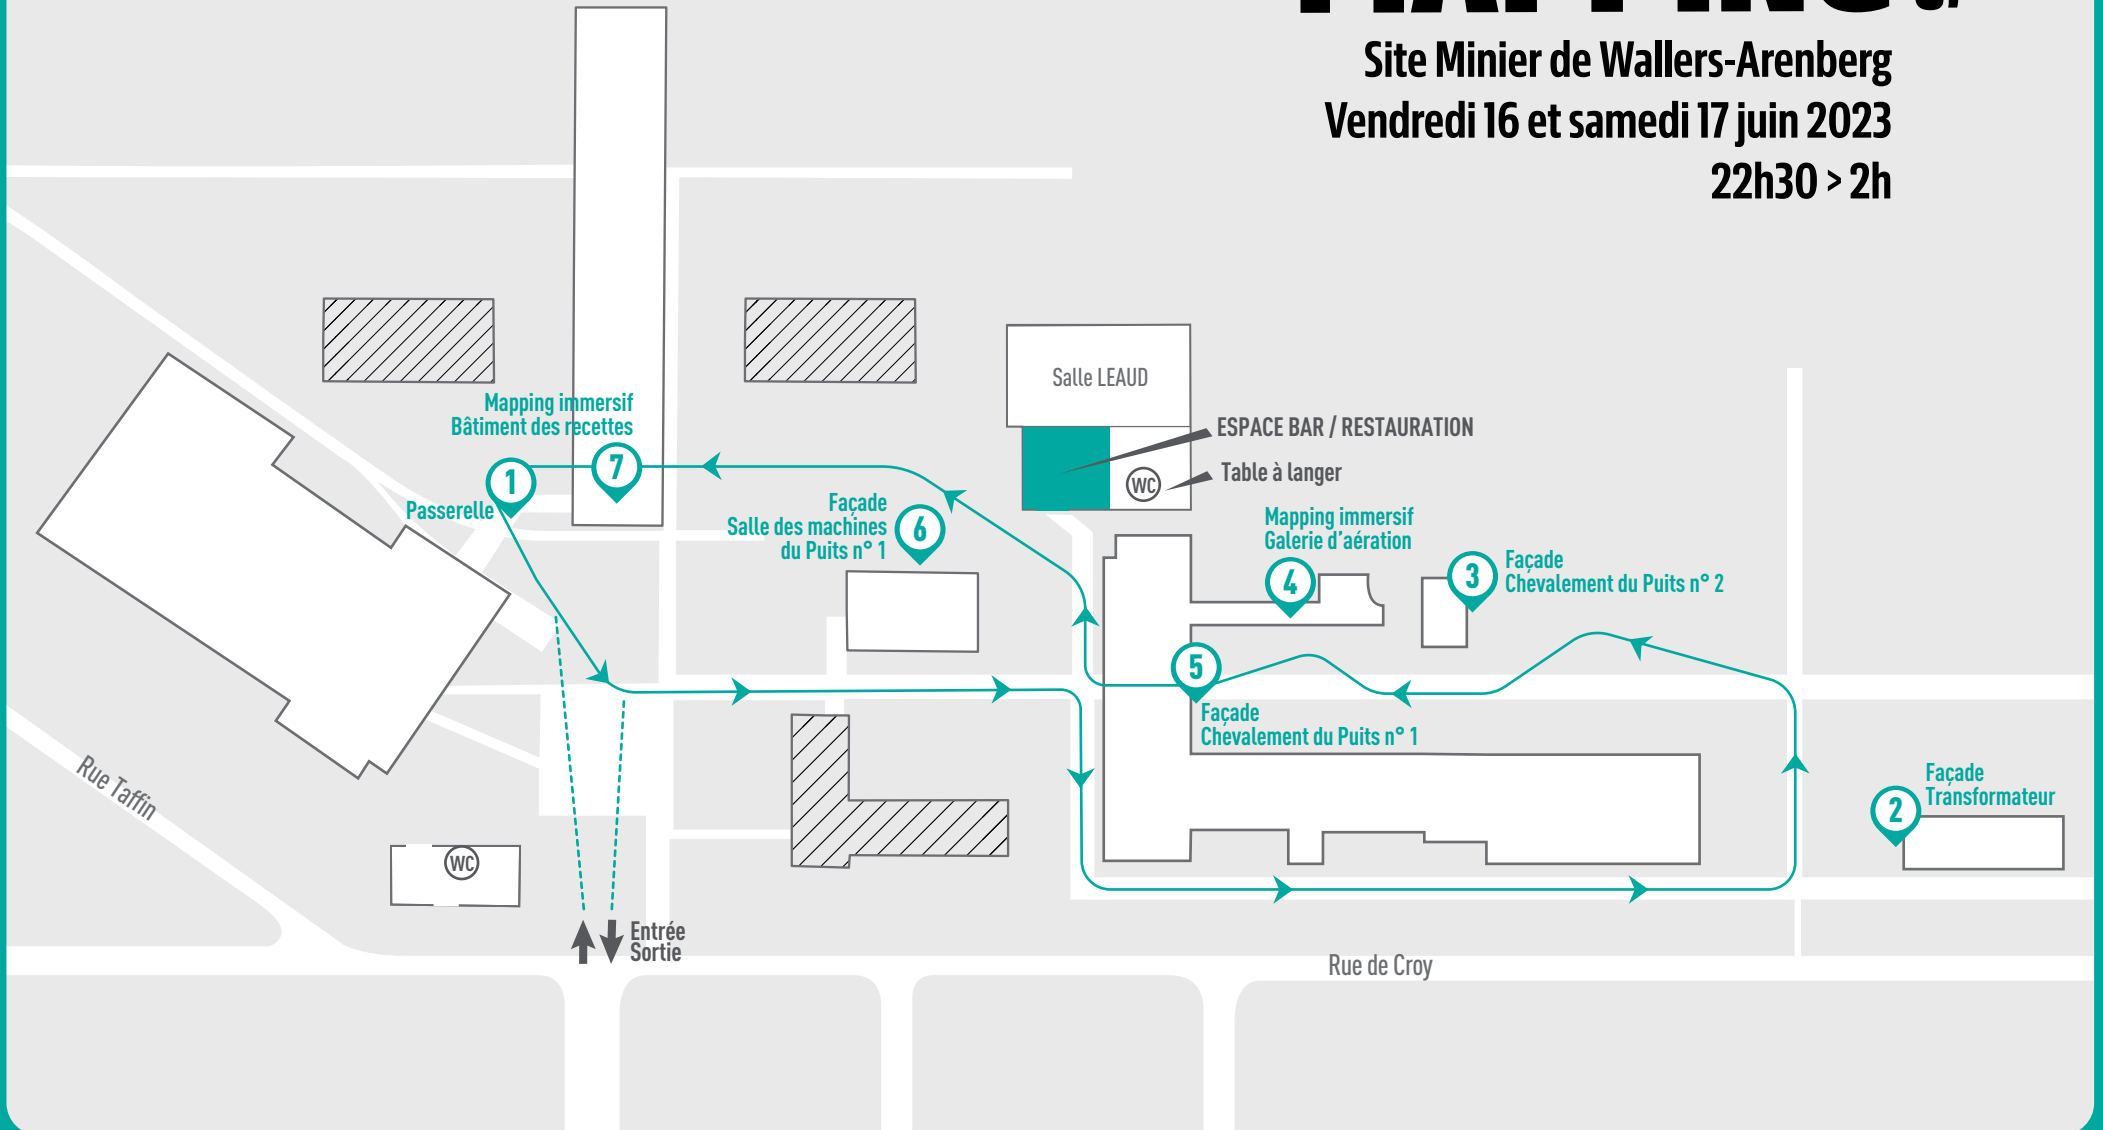 Site Minier de Wallers-Arenberg
Vendredi 16 et samedi 17 juin 2023
22h30 > 2h
Salle LEAUD
ESPACE BAR / RESTAURATION
WC
Table à langer
Mapping immersif
Bâtiment des recettes
7
1
Passerelle
Façade
Salle des machines
du Puits n° 1
6
Mapping immersif
Galerie d'aération
4
3
Façade
Chevalement du Puits n° 2
5
Façade
Chevalement du Puits n° 1
2
Façade
Transformateur
Rue Taffin
WC
Entrée
Sortie
Rue de Croy